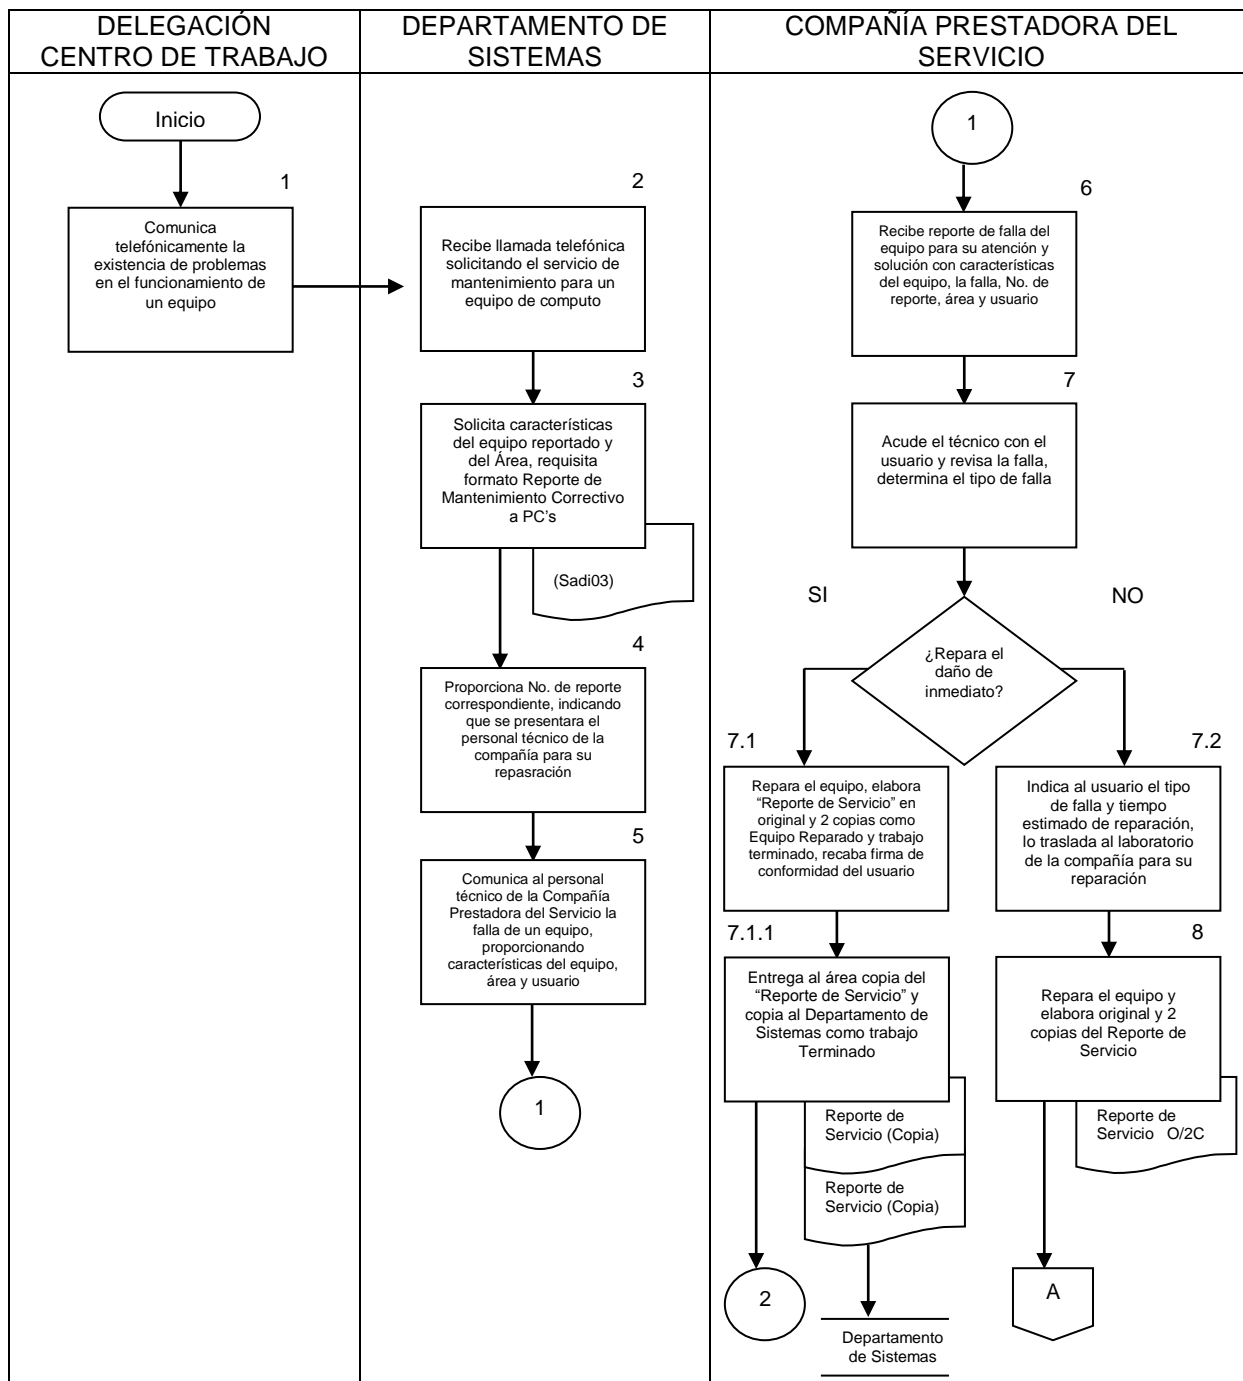 DELEGACIÓN
CENTRO DE TRABAJO
DEPARTAMENTO DE
SISTEMAS
COMPAÑÍA PRESTADORA DEL
SERVICIO
Inicio
1
Comunica
telefónicamente la
existencia de problemas
en el funcionamiento de
un equipo
2
Recibe llamada telefónica
solicitando el servicio de
mantenimiento para un
equipo de computo
3
Solicita características
del equipo reportado y
del Área, requisita
formato Reporte de
Mantenimiento Correctivo
a PC’s
(Sadi03)
4
Proporciona No. de reporte
correspondiente, indicando
que se presentara el
personal técnico de la
compañía para su
repasración
5
Comunica al personal
técnico de la Compañía
Prestadora del Servicio la
falla de un equipo,
proporcionando
características del equipo,
área y usuario
1
1
6
Recibe reporte de falla del
equipo para su atención y
solución con características
del equipo, la falla, No. de
reporte, área y usuario
7
Acude el técnico con el
usuario y revisa la falla,
determina el tipo de falla
SI
NO
¿Repara el
daño de
inmediato?
7.1
Repara el equipo, elabora
“Reporte de Servicio” en
original y 2 copias como
Equipo Reparado y trabajo
terminado, recaba firma de
conformidad del usuario
7.1.1
Entrega al área copia del
“Reporte de Servicio” y
copia al Departamento de
Sistemas como trabajo
Terminado
Reporte de
Servicio (Copia)
Reporte de
Servicio (Copia)
2
Departamento
de Sistemas
7.2
Indica al usuario el tipo
de falla y tiempo
estimado de reparación,
lo traslada al laboratorio
de la compañía para su
reparación
8
Repara el equipo y
elabora original y 2
copias del Reporte de
Servicio
Reporte de
Servicio O/2C
A